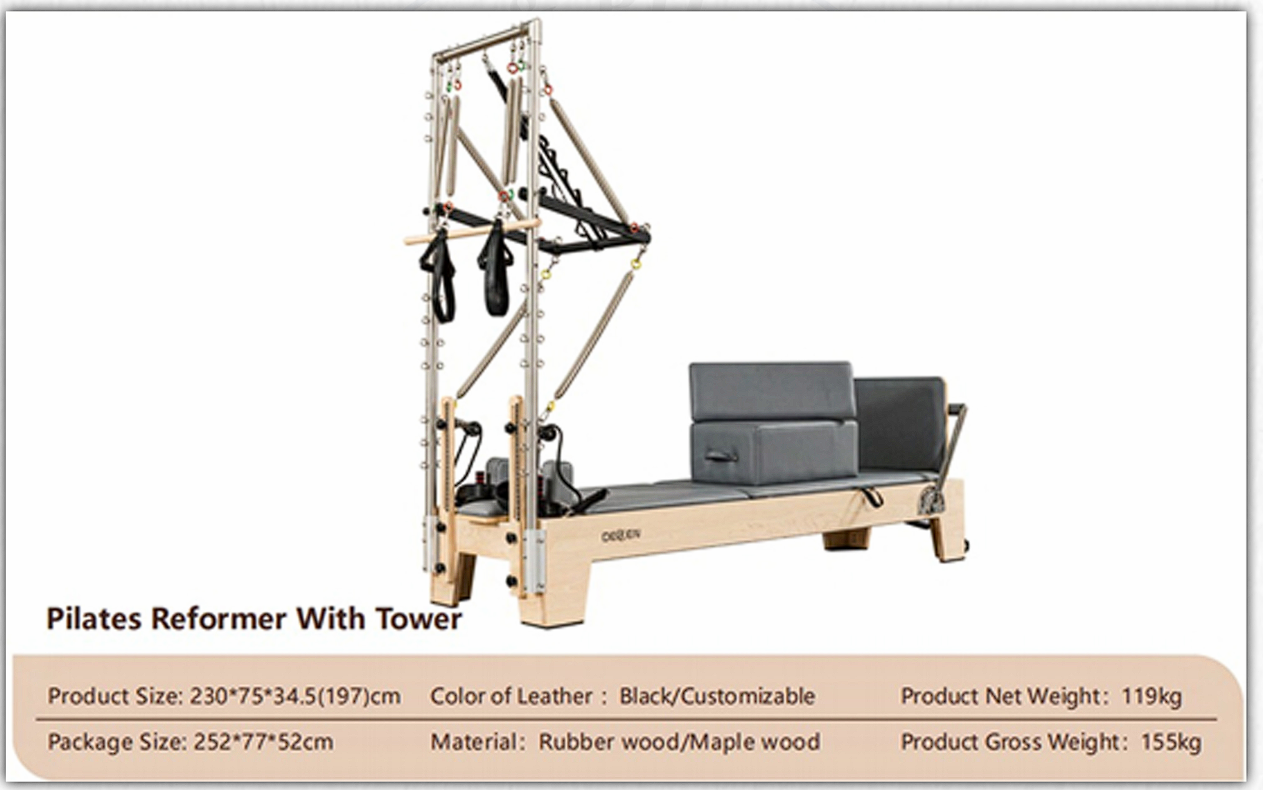 Pilates Reformer With Tower
Product Size: 230*75*34.5(197)cm
Color of Leather : Black/Customizable
Product Net Weight: 119kg
Package Size: 252*77*52cm
Material: Rubber wood/Maple wood
Product Gross Weight: 155kg